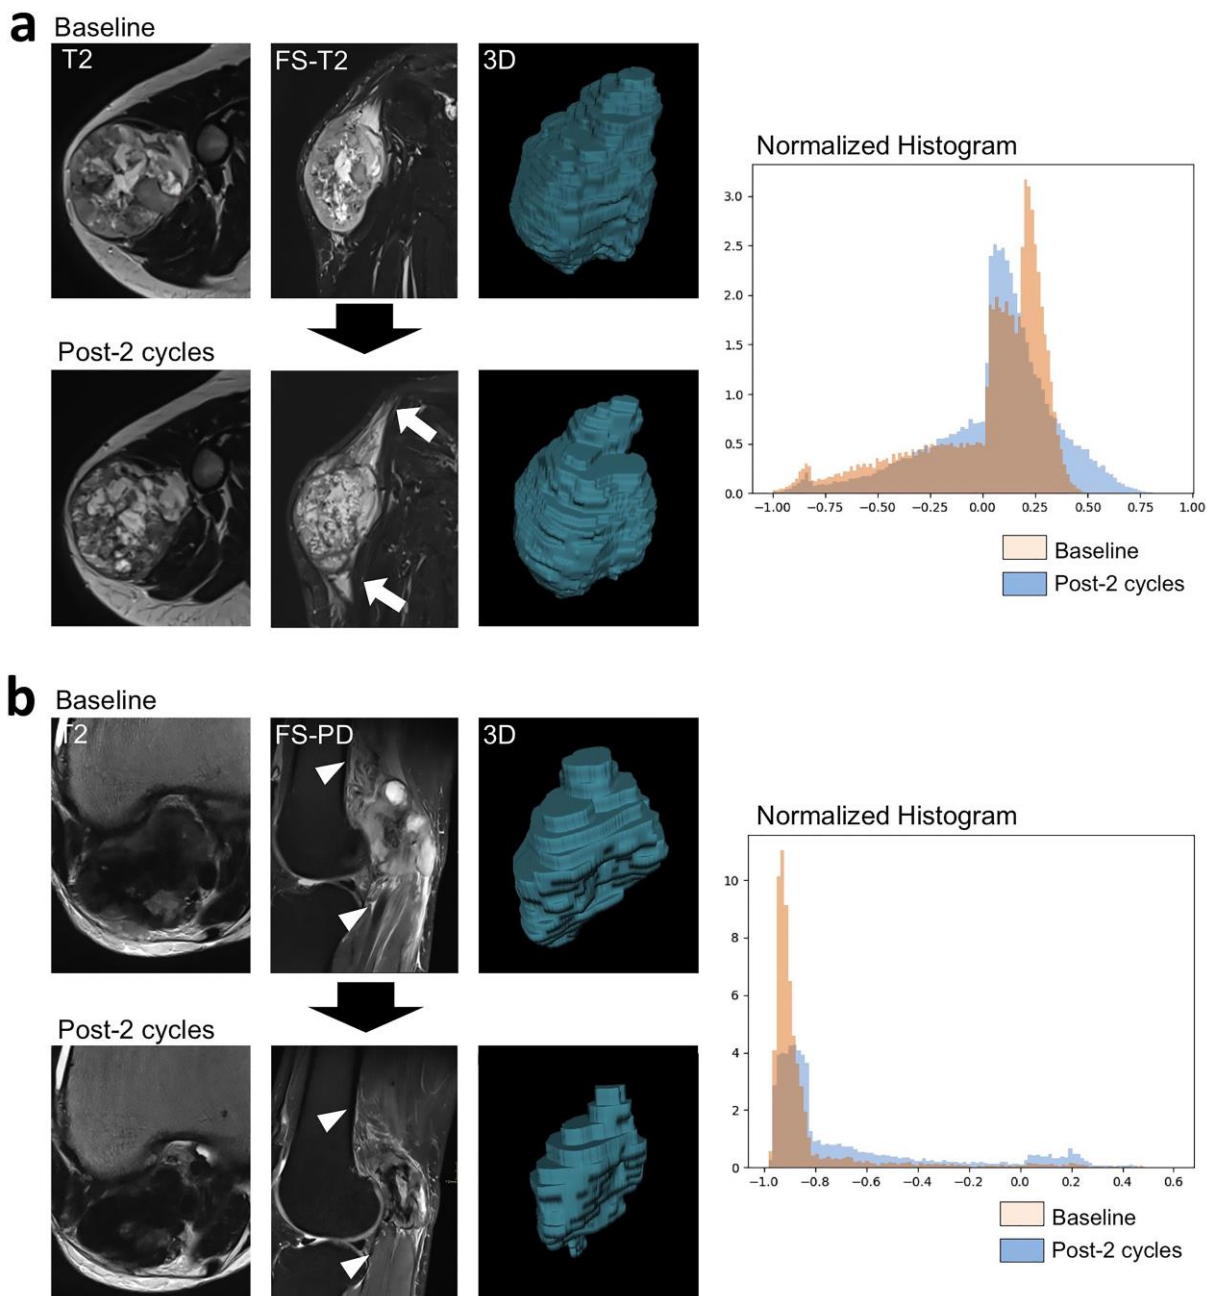 a
Baseline
T2
FS-T2
3D
Post-2 cycles
Normalized Histogram
3.0
2.5
2.0
1.5
1.0
0.5
0.0
−1.00 −0.75 −0.50 −0.25 0.00 0.25 0.50 0.75 1.00
Baseline
Post-2 cycles
b
Baseline
T2
FS-PD
3D
Post-2 cycles
Normalized Histogram
10
8
6
4
2
0
−1.0 −0.8 −0.6 −0.4 −0.2 0.0 0.2 0.4 0.6
Baseline
Post-2 cycles